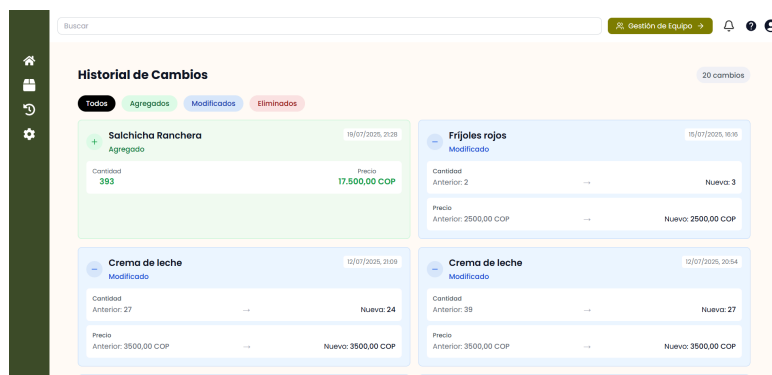 Buscar
Gestión de Equipo →
Historial de Cambios
20 cambios
Todos
Agregados
Modificados
Eliminados
Salchicha Ranchera
19/07/2025, 21:28
Agregado
Cantidad
Precio
393
17.500,00 COP
Frijoles rojos
15/07/2025, 16:16
Modificado
Cantidad
Anterior: 2
→
Nueva: 3
Precio
Anterior: 2500,00 COP
→
Nuevo: 2500,00 COP
Crema de leche
12/07/2025, 21:09
Modificado
Cantidad
Anterior: 27
→
Nueva: 24
Precio
Anterior: 3500,00 COP
→
Nuevo: 3500,00 COP
Crema de leche
12/07/2025, 20:54
Modificado
Cantidad
Anterior: 39
→
Nueva: 27
Precio
Anterior: 3500,00 COP
→
Nuevo: 3500,00 COP